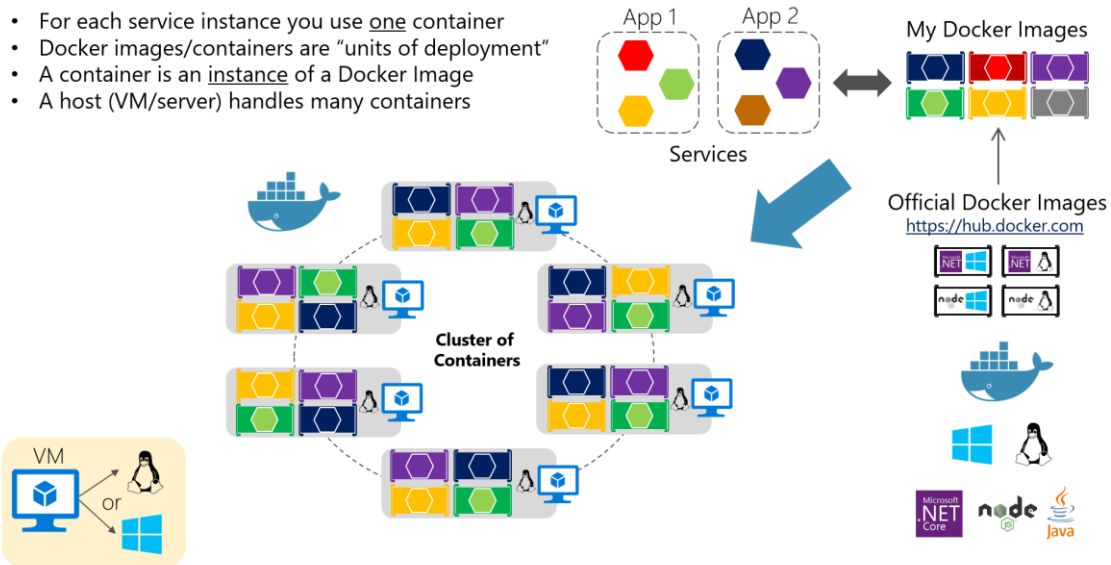 • For each service instance you use one container
• Docker images/containers are “units of deployment”
• A container is an instance of a Docker Image
• A host (VM/server) handles many containers
App 1
App 2
Services
My Docker Images
Official Docker Images
https://hub.docker.com
Microsoft
.NET
Microsoft
.NET
node
node
Cluster of
Containers
VM
or
Microsoft
.NET
Core
node
JS
Java